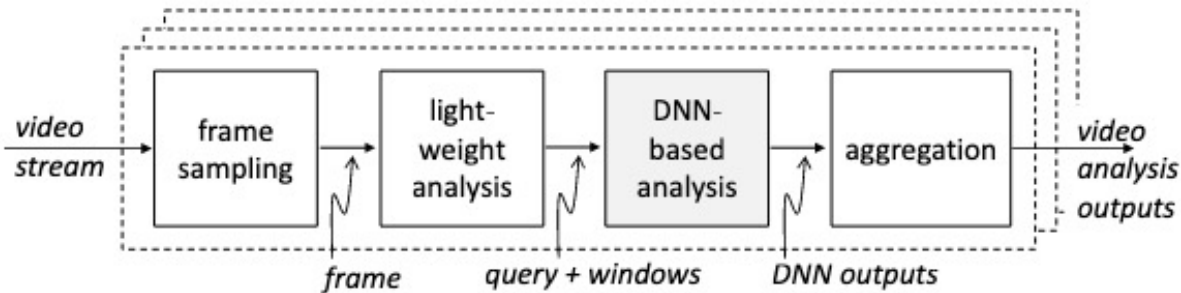 video
stream
frame
sampling
light-
weight
analysis
DNN-
based
analysis
aggregation
video
analysis
outputs
frame
query + windows
DNN outputs